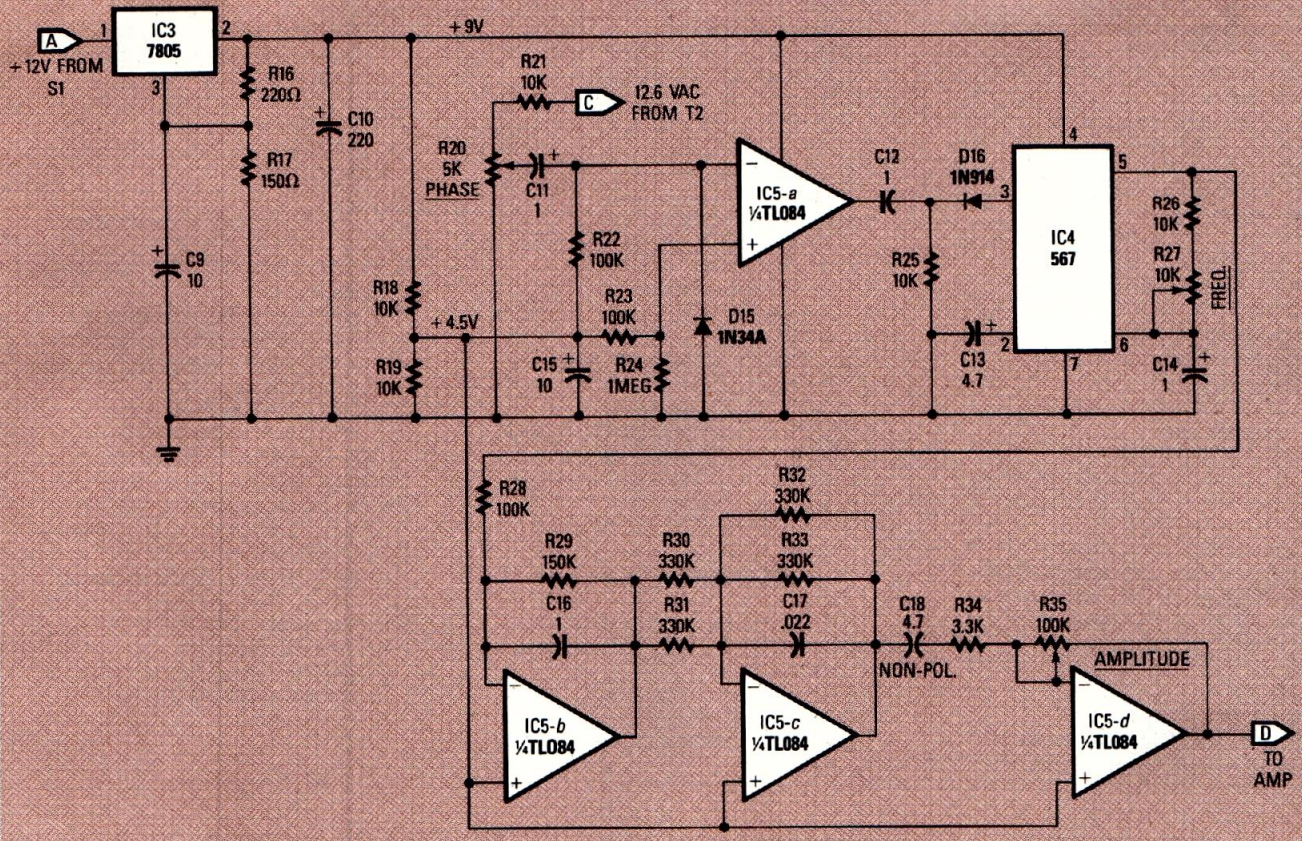 A
+12V FROM
S1
1
IC3
7805
2
3
+9V
R16
220Ω
R17
150Ω
C10
220
+
C9
10
+
R18
10K
+4.5V
R19
10K
R21
10K
C
12.6 VAC
FROM T2
R20
5K
PHASE
+
C11
1
R22
100K
R23
100K
C15
10
+
R24
1MEG
D15
1N34A
−
IC5-a
¼TL084
+
C12
1
D16
1N914
R25
10K
C13
4.7
+
3
2
4
IC4
567
7
5
6
R26
10K
R27
10K
FREQ.
C14
1
+
R28
100K
R29
150K
C16
1
R30
330K
R31
330K
R32
330K
R33
330K
C17
.022
C18
4.7
NON-POL.
R34
3.3K
R35
100K
AMPLITUDE
−
IC5-b
¼TL084
+
−
IC5-c
¼TL084
+
−
IC5-d
¼TL084
+
D
TO
AMP